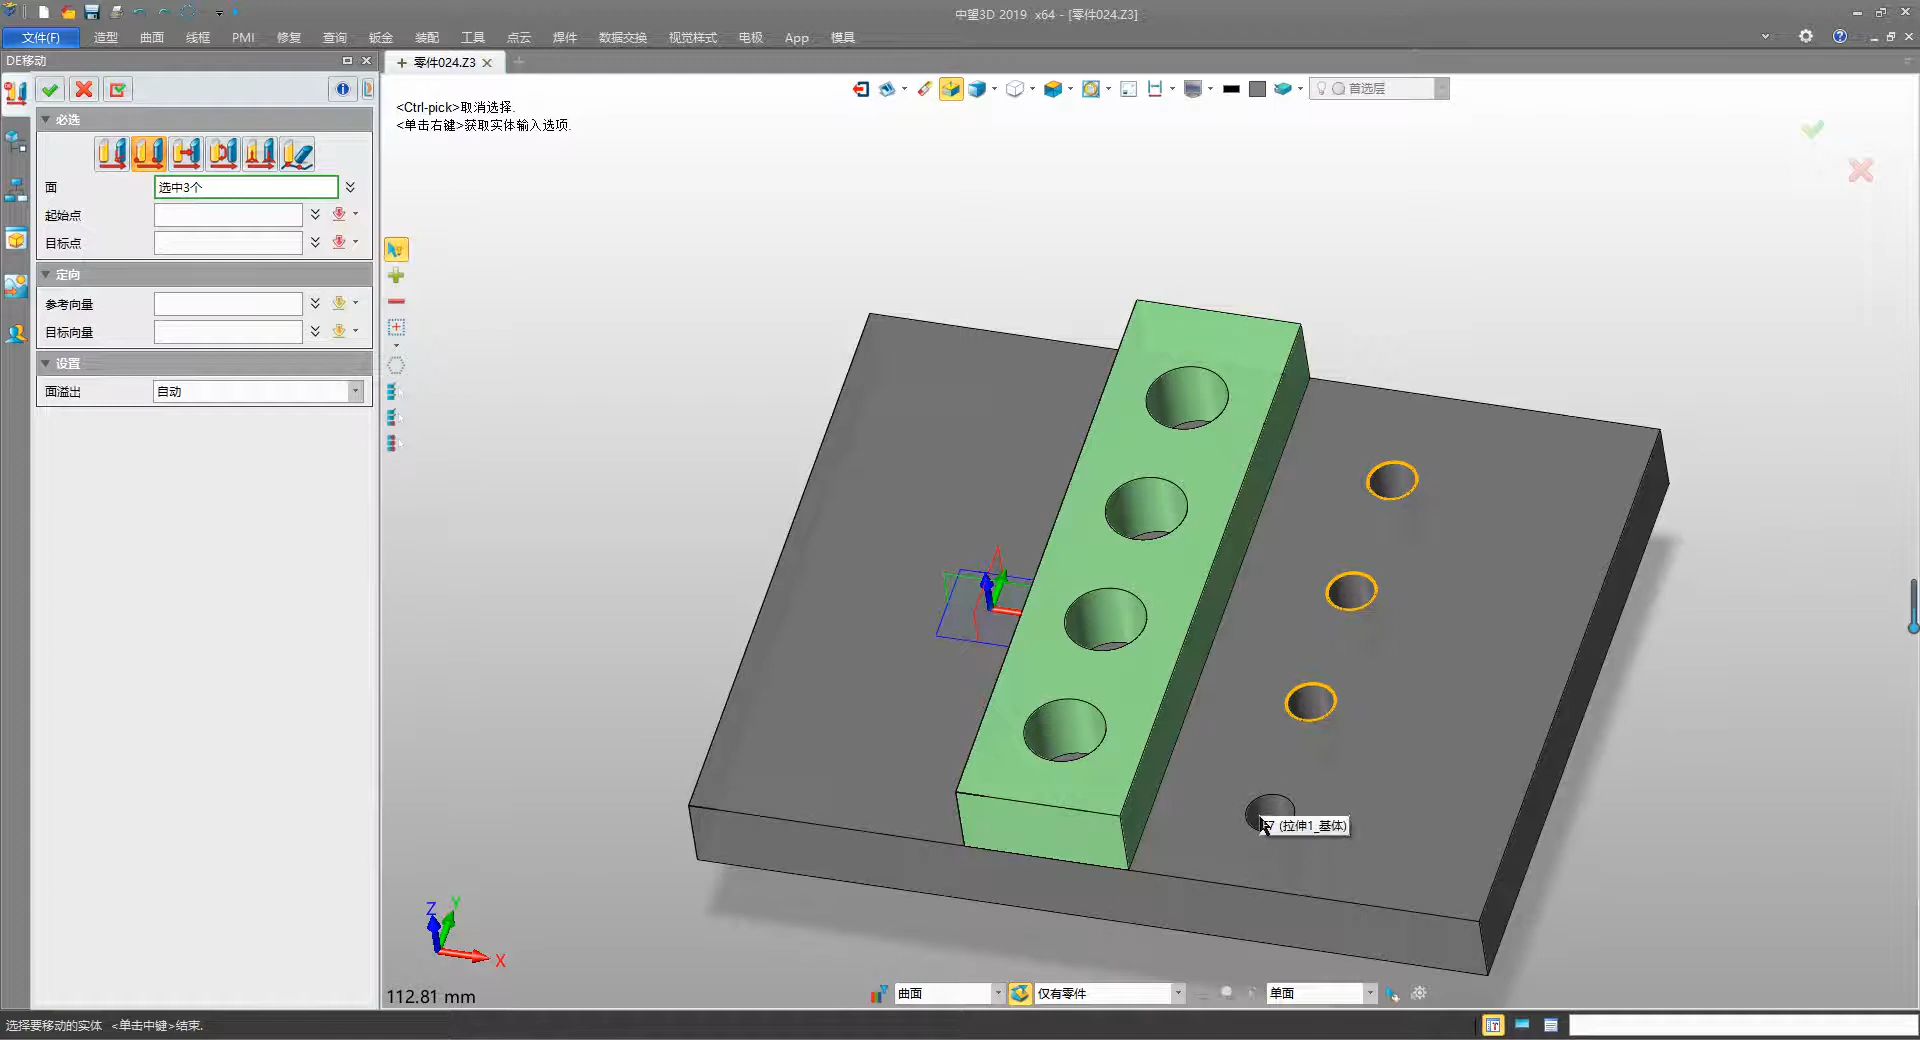 中望3D 2019 x64 - [零件024.Z3]
文件(F) 造型 曲面 线框 PMI 修复 查询 钣金 装配 工具 点云 焊件 数据交换 视觉样式 电极 App 模具
DE移动
零件024.Z3
首选层
<Ctrl-pick>取消选择.
<单击右键>获取实体输入选项.
必选
面 选中3个
起始点
目标点
定向
参考向量
目标向量
设置
面溢出 自动
(拉伸1_基体)
Z
Y
X
112.81 mm
曲面 仅有零件 单面
选择要移动的实体 <单击中键>结束.